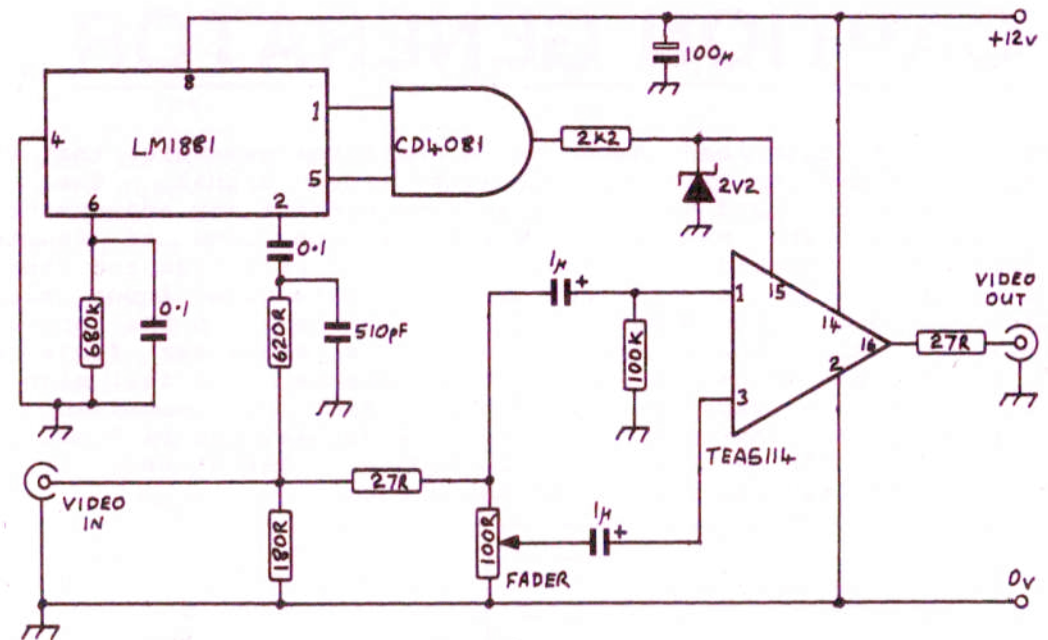 +12v
100µ
8
4
LM1881
1
5
6
2
CD4081
2K2
2V2
0·1
680K
0·1
620R
510pF
1µ
+
100K
1
15
14
16
2
3
TEA5114
27R
VIDEO
OUT
VIDEO
IN
27R
180R
100R
FADER
1µ
+
0v